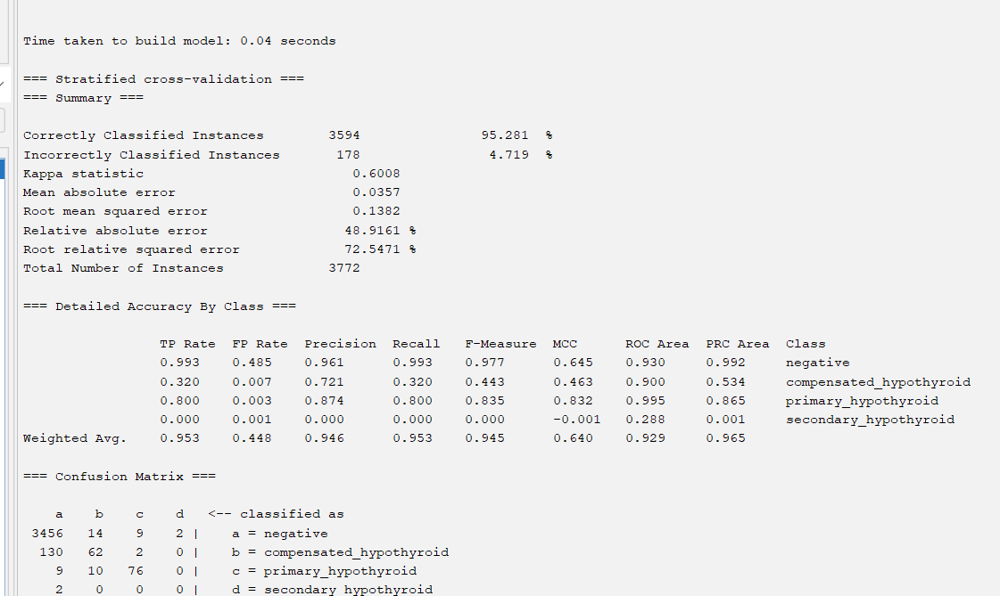 Time taken to build model: 0.04 seconds
=== Stratified cross-validation ===
=== Summary ===
Correctly Classified Instances        3594               95.281  %
Incorrectly Classified Instances       178                4.719  %
Kappa statistic                          0.6008
Mean absolute error                      0.0357
Root mean squared error                  0.1382
Relative absolute error                 48.9161 %
Root relative squared error             72.5471 %
Total Number of Instances             3772
=== Detailed Accuracy By Class ===
                 TP Rate  FP Rate  Precision  Recall   F-Measure  MCC      ROC Area  PRC Area  Class
                 0.993    0.485    0.961      0.993    0.977      0.645    0.930     0.992     negative
                 0.320    0.007    0.721      0.320    0.443      0.463    0.900     0.534     compensated_hypothyroid
                 0.800    0.003    0.874      0.800    0.835      0.832    0.995     0.865     primary_hypothyroid
                 0.000    0.001    0.000      0.000    0.000      -0.001   0.288     0.001     secondary_hypothyroid
Weighted Avg.    0.953    0.448    0.946      0.953    0.945      0.640    0.929     0.965
=== Confusion Matrix ===
    a    b    c    d   <-- classified as
 3456   14    9    2 |    a = negative
  130   62    2    0 |    b = compensated_hypothyroid
    9   10   76    0 |    c = primary_hypothyroid
    2    0    0    0 |    d = secondary_hypothyroid